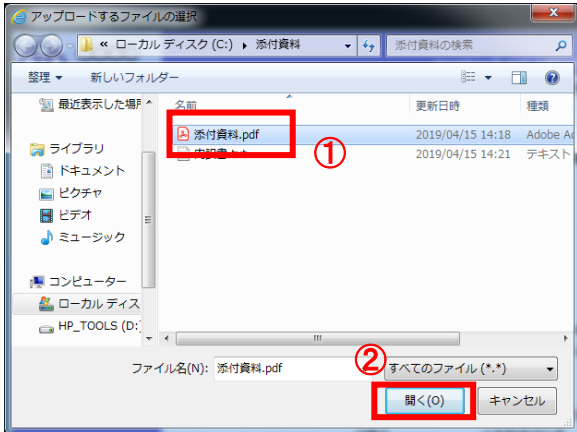 アップロードするファイルの選択
« ローカル ディスク (C:) ▸ 添付資料
添付資料の検索
整理 ▼ 新しいフォルダー
最近表示した場所
名前
更新日時
種類
添付資料.pdf
2019/04/15 14:18
Adobe Ac
①
2019/04/15 14:21
テキスト
ライブラリ
ドキュメント
ピクチャ
ビデオ
ミュージック
コンピューター
ローカル ディス
HP_TOOLS (D:)
ファイル名(N):
添付資料.pdf
②
すべてのファイル (*.*)
開く(O)
キャンセル